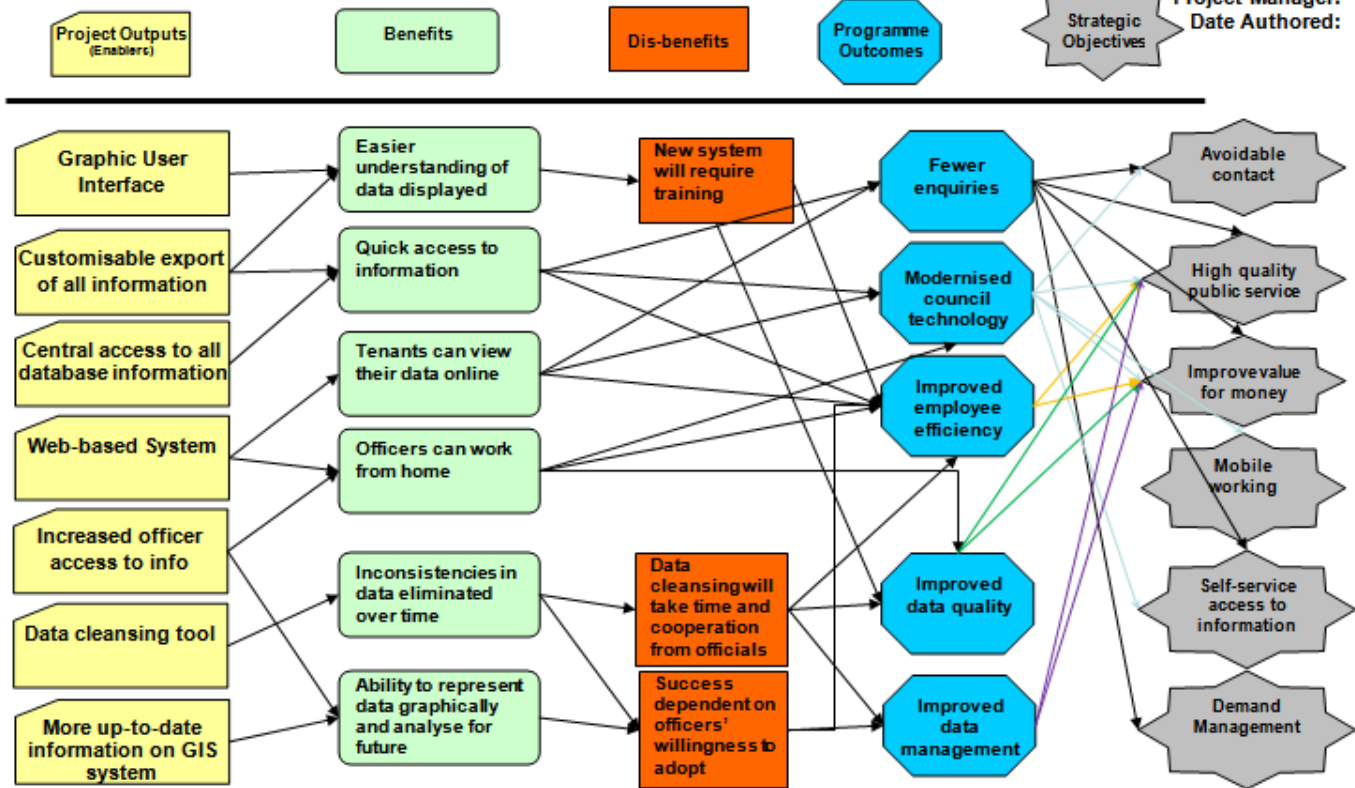 Project Manager:
Date Authored:
Project Outputs
(Enablers)
Benefits
Dis-benefits
Programme
Outcomes
Strategic
Objectives
Graphic User
Interface
Customisable export
of all information
Central access to all
database information
Web-based System
Increased officer
access to info
Data cleansing tool
More up-to-date
information on GIS
system
Easier
understanding of
data displayed
Quick access to
information
Tenants can view
their data online
Officers can work
from home
Inconsistencies in
data eliminated
over time
Ability to represent
data graphically
and analyse for
future
New system
will require
training
Data
cleansing will
take time and
cooperation
from officials
Success
dependent on
officers'
willingness to
adopt
Fewer
enquiries
Modernised
council
technology
Improved
employee
efficiency
Improved
data quality
Improved
data
management
Avoidable
contact
High quality
public service
Improve value
for money
Mobile
working
Self-service
access to
information
Demand
Management